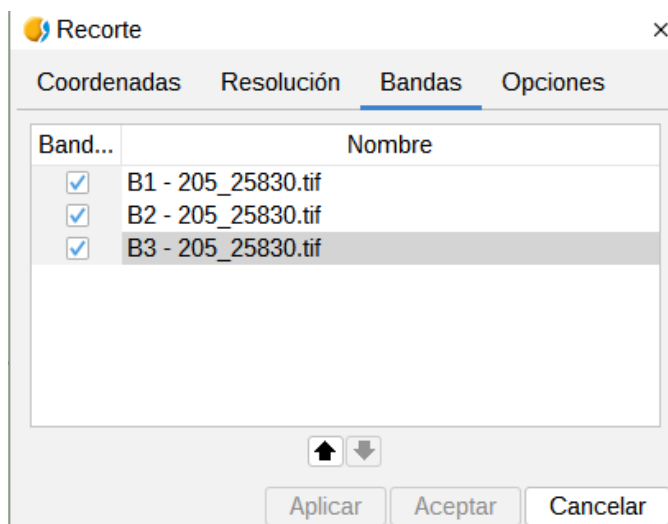 Recorte
Coordenadas Resolución Bandas Opciones
Band... Nombre
B1 - 205_25830.tif
B2 - 205_25830.tif
B3 - 205_25830.tif
Aplicar Aceptar Cancelar